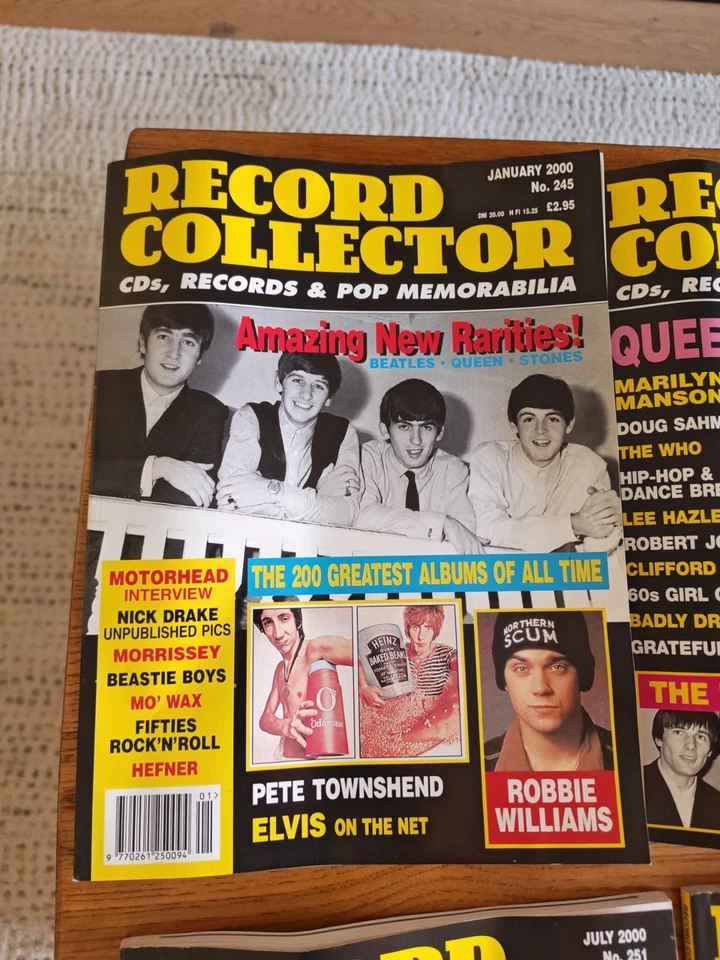 RECORD
COLLECTOR
JANUARY 2000
No. 245
DM 20.00 H Fl 15.25 £2.95
CDs, RECORDS & POP MEMORABILIA
Amazing New Rarities!
BEATLES • QUEEN • STONES
MOTORHEAD
INTERVIEW
NICK DRAKE
UNPUBLISHED PICS
MORRISSEY
BEASTIE BOYS
MO' WAX
FIFTIES
ROCK'N'ROLL
HEFNER
THE 200 GREATEST ALBUMS OF ALL TIME
HEINZ
BAKED BEANS
Odorono
NORTHERN
SCUM
PETE TOWNSHEND
ELVIS ON THE NET
ROBBIE
WILLIAMS
01>
9 770261 250094
RE
CO
CDs, REC
QUEE
MARILYN
MANSON
DOUG SAHM
THE WHO
HIP-HOP &
DANCE BRE
LEE HAZLE
ROBERT JO
CLIFFORD
60s GIRL G
BADLY DR
GRATEFU
THE
JULY 2000
No. 251